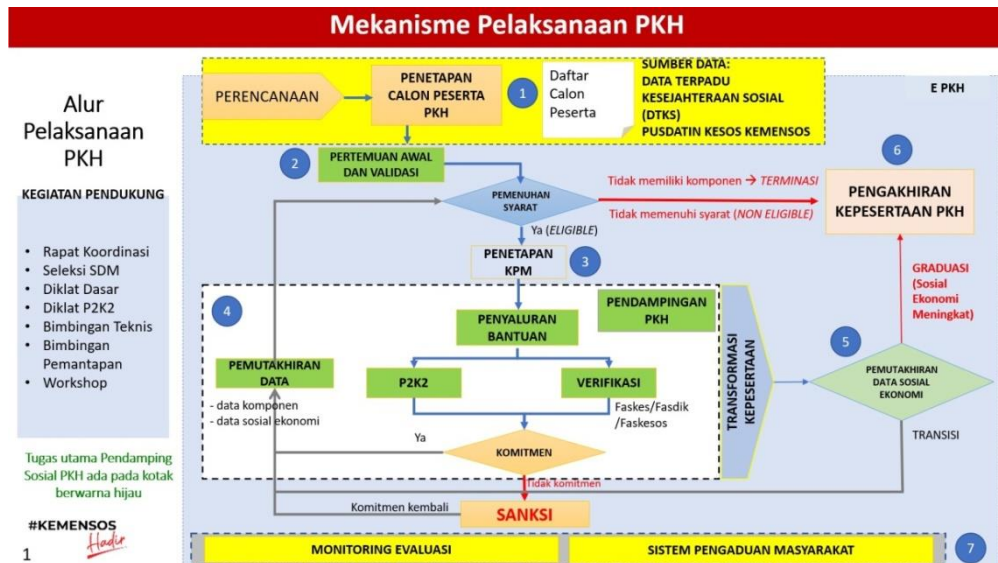 Mekanisme Pelaksanaan PKH
Alur
Pelaksanaan
PKH
KEGIATAN PENDUKUNG
• Rapat Koordinasi
• Seleksi SDM
• Diklat Dasar
• Diklat P2K2
• Bimbingan Teknis
• Bimbingan
Pemantapan
• Workshop
Tugas utama Pendamping
Sosial PKH ada pada kotak
berwarna hijau
#KEMENSOS
Hadir
1
PERENCANAAN
PENETAPAN
CALON PESERTA
PKH
1
Daftar
Calon
Peserta
SUMBER DATA:
DATA TERPADU
KESEJAHTERAAN SOSIAL
(DTKS)
PUSDATIN KESOS KEMENSOS
E PKH
2
PERTEMUAN AWAL
DAN VALIDASI
PEMENUHAN
SYARAT
Tidak memiliki komponen → TERMINASI
Tidak memenuhi syarat (NON ELIGIBLE)
6
PENGAKHIRAN
KEPESERTAAN PKH
Ya (ELIGIBLE)
PENETAPAN
KPM
3
GRADUASI
(Sosial
Ekonomi
Meningkat)
4
PENDAMPINGAN
PKH
PENYALURAN
BANTUAN
PEMUTAKHIRAN
DATA
- data komponen
- data sosial ekonomi
P2K2
VERIFIKASI
Faskes/Fasdik
/Faskesos
Ya
KOMITMEN
TRANSFORMASI
KEPESERTAAN
5
PEMUTAKHIRAN
DATA SOSIAL
EKONOMI
TRANSISI
Tidak komitmen
Komitmen kembali
SANKSI
MONITORING EVALUASI
SISTEM PENGADUAN MASYARAKAT
7